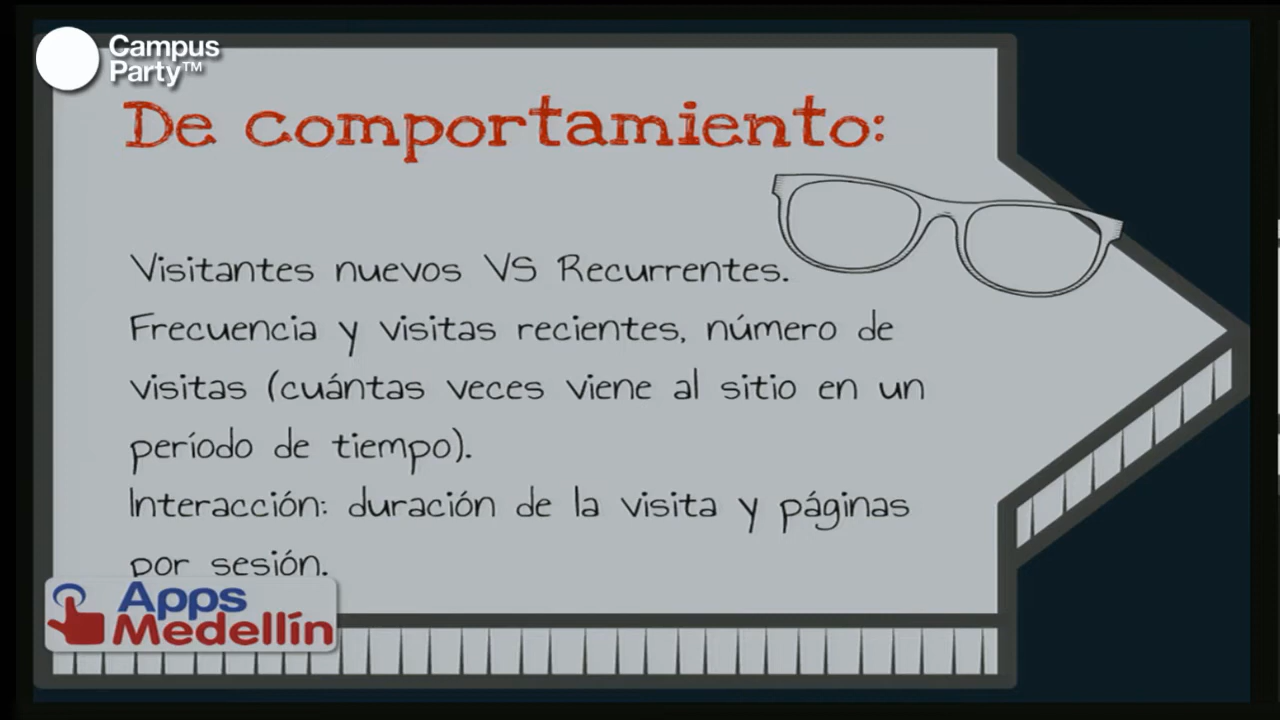 Campus
Party™
De comportamiento:
Visitantes nuevos VS Recurrentes.
Frecuencia y visitas recientes, número de
visitas (cuántas veces viene al sitio en un
período de tiempo).
Interacción: duración de la visita y páginas
por sesión.
Apps
Medellín